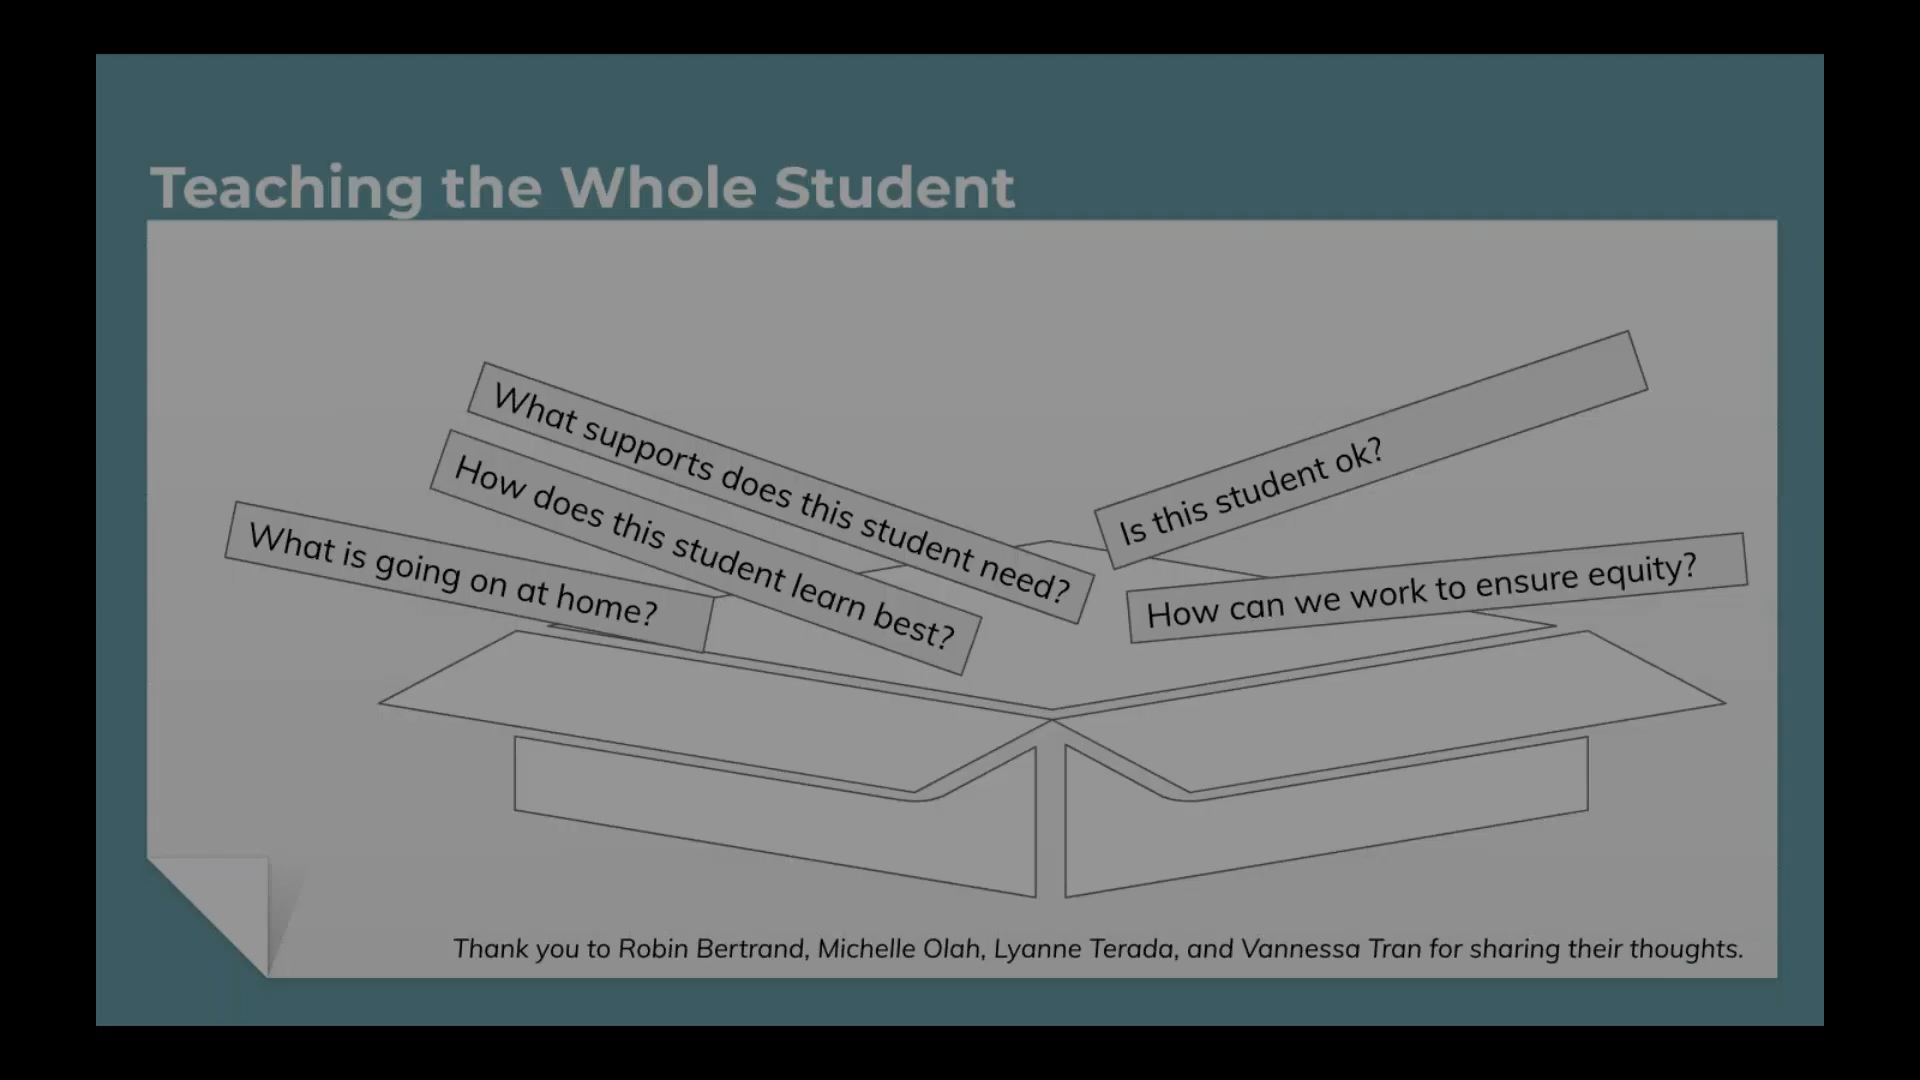 Teaching the Whole Student
What supports does this student need?
How does this student learn best?
What is going on at home?
Is this student ok?
How can we work to ensure equity?
Thank you to Robin Bertrand, Michelle Olah, Lyanne Terada, and Vannessa Tran for sharing their thoughts.